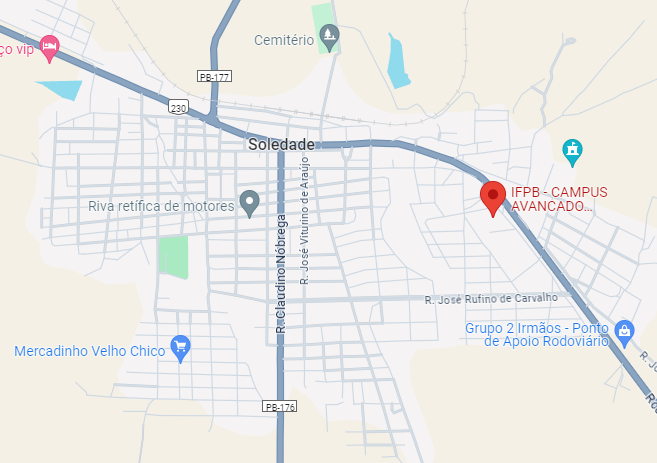 Cemitério
ço vip
PB-177
230
Soledade
IFPB - CAMPUS
AVANCADO...
Riva retífica de motores
R. José Viturino de Araújo
R. Claudino Nóbrega
R. José Rufino de Carvalho
Grupo 2 Irmãos - Ponto
de Apoio Rodoviário
Mercadinho Velho Chico
R. Jo
Ro
PB-176